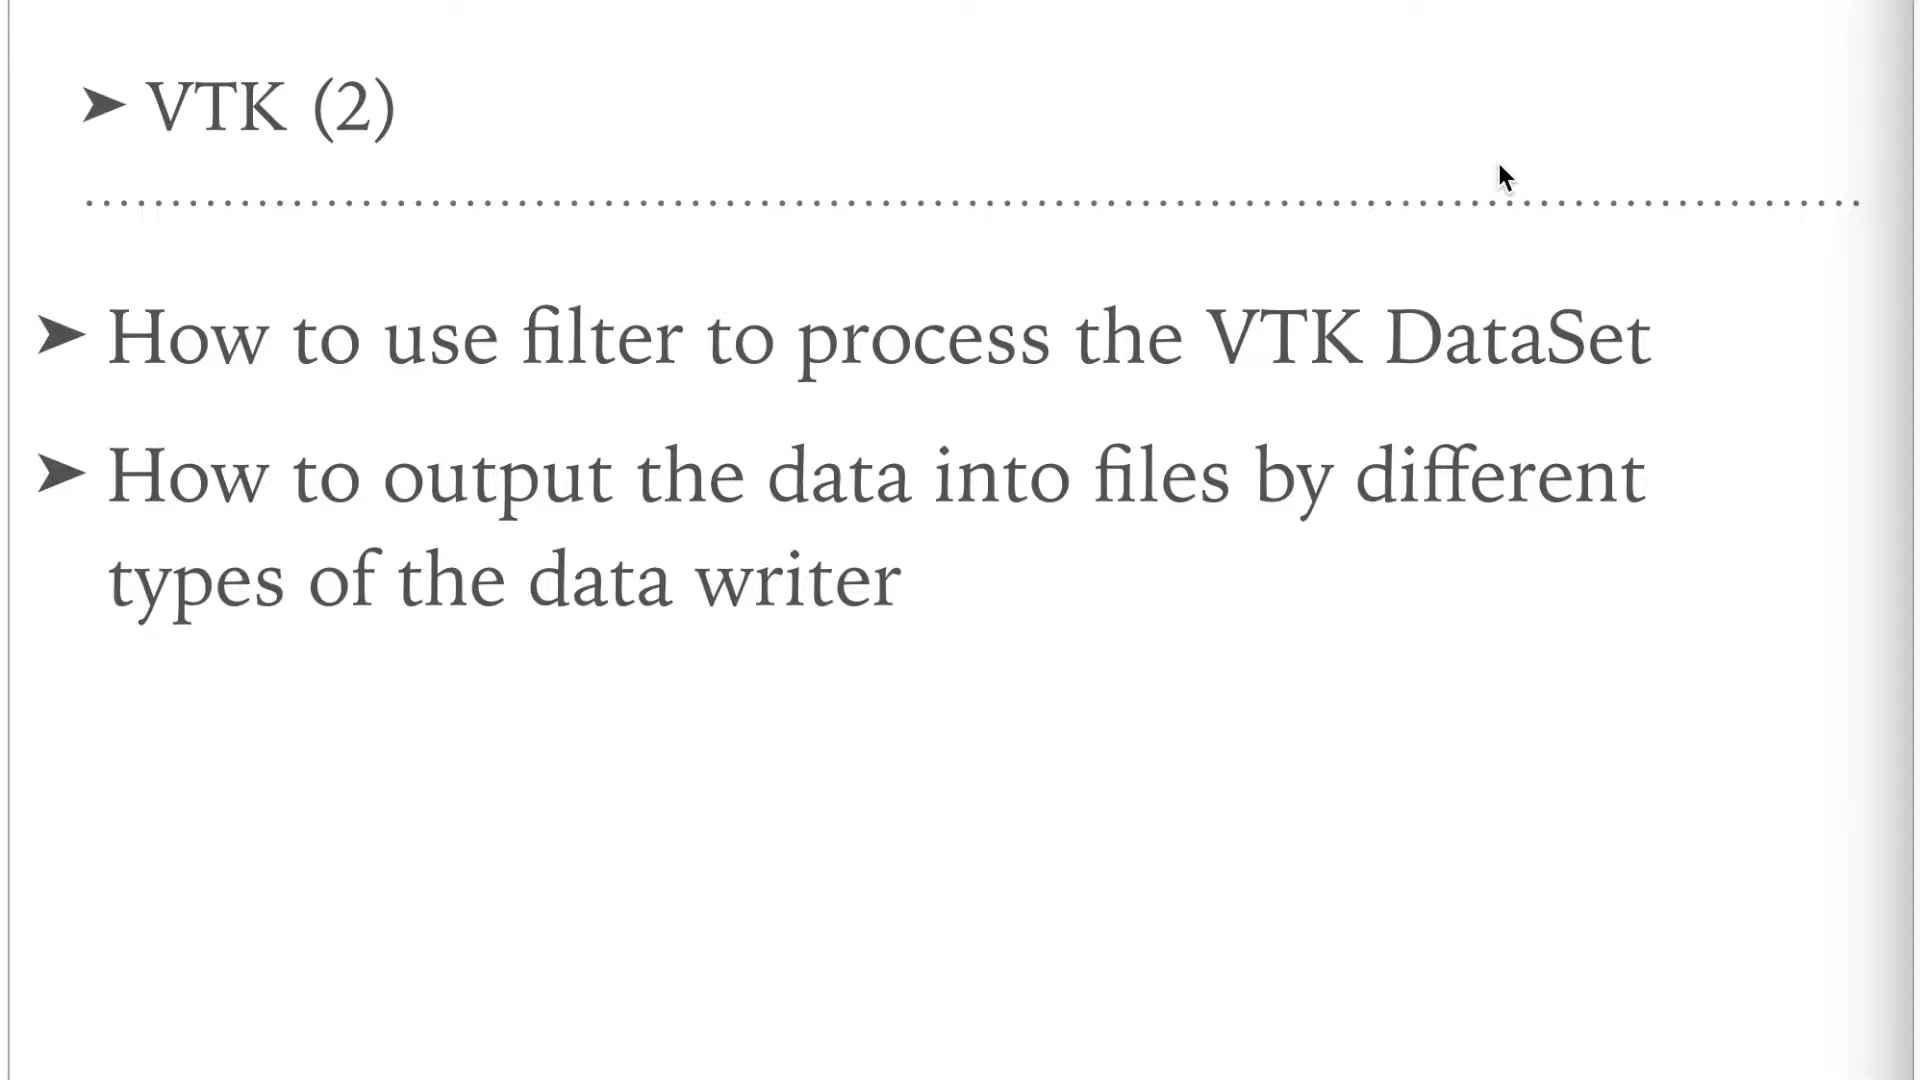 ➤ VTK (2)
➤ How to use filter to process the VTK DataSet
➤ How to output the data into files by different
types of the data writer